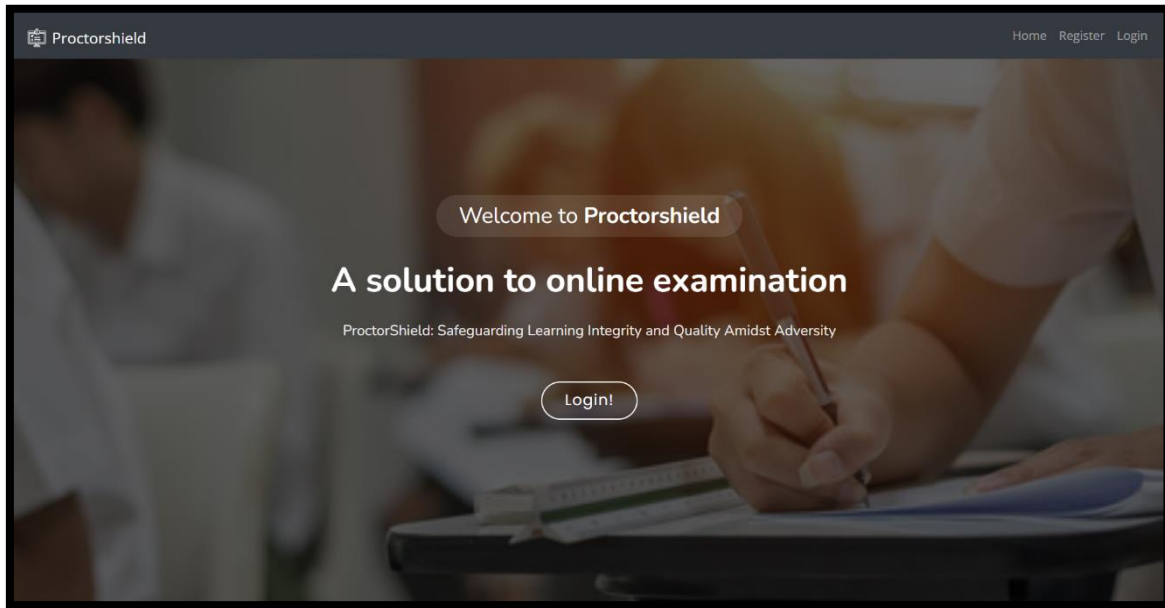 Proctorshield
Home Register Login
Welcome to Proctorshield
A solution to online examination
ProctorShield: Safeguarding Learning Integrity and Quality Amidst Adversity
Login!